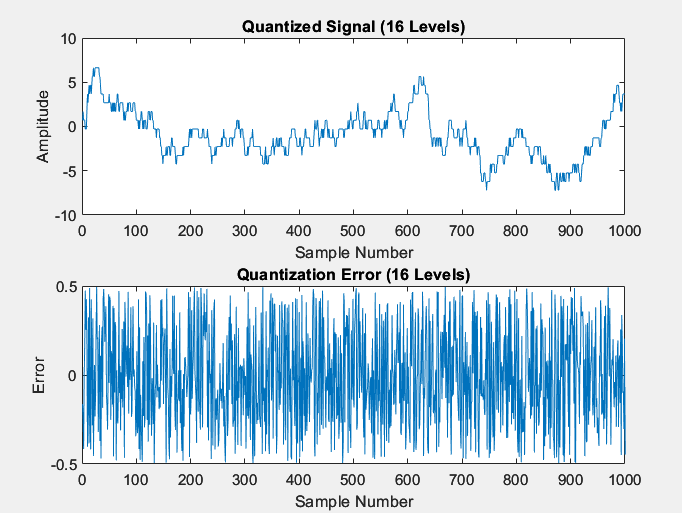 Quantized Signal (16 Levels)
10
5
0
-5
-10
Amplitude
0 100 200 300 400 500 600 700 800 900 1000
Sample Number
Quantization Error (16 Levels)
0.5
0
-0.5
Error
0 100 200 300 400 500 600 700 800 900 1000
Sample Number